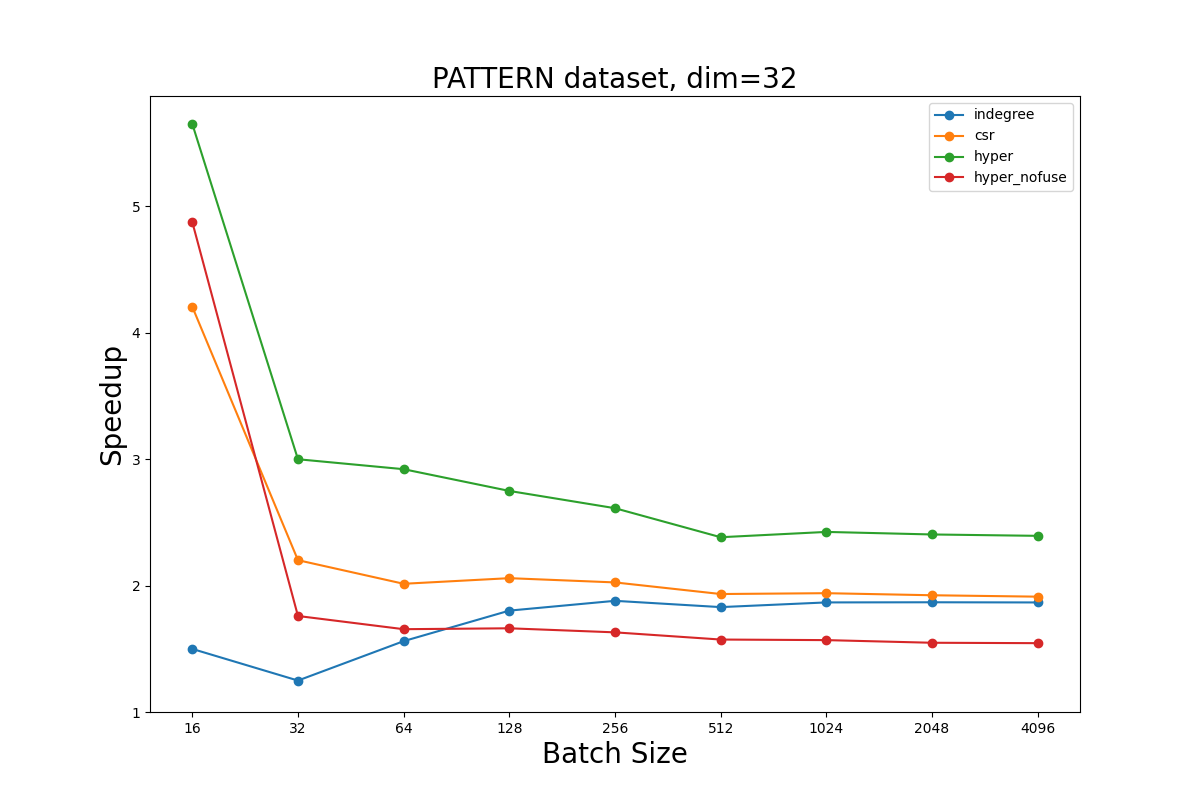 PATTERN dataset, dim=32
indegree
csr
hyper
hyper_nofuse
Speedup
5
4
3
2
1
16 32 64 128 256 512 1024 2048 4096
Batch Size